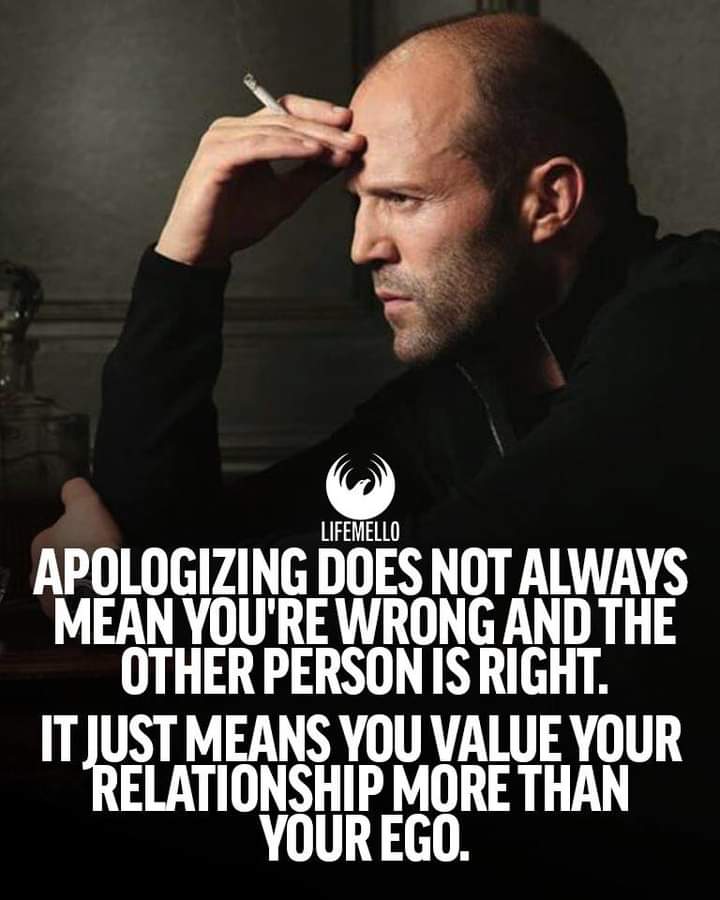 LIFEMELLO
APOLOGIZING DOES NOT ALWAYS
MEAN YOU'RE WRONG AND THE
OTHER PERSON IS RIGHT.
IT JUST MEANS YOU VALUE YOUR
RELATIONSHIP MORE THAN
YOUR EGO.